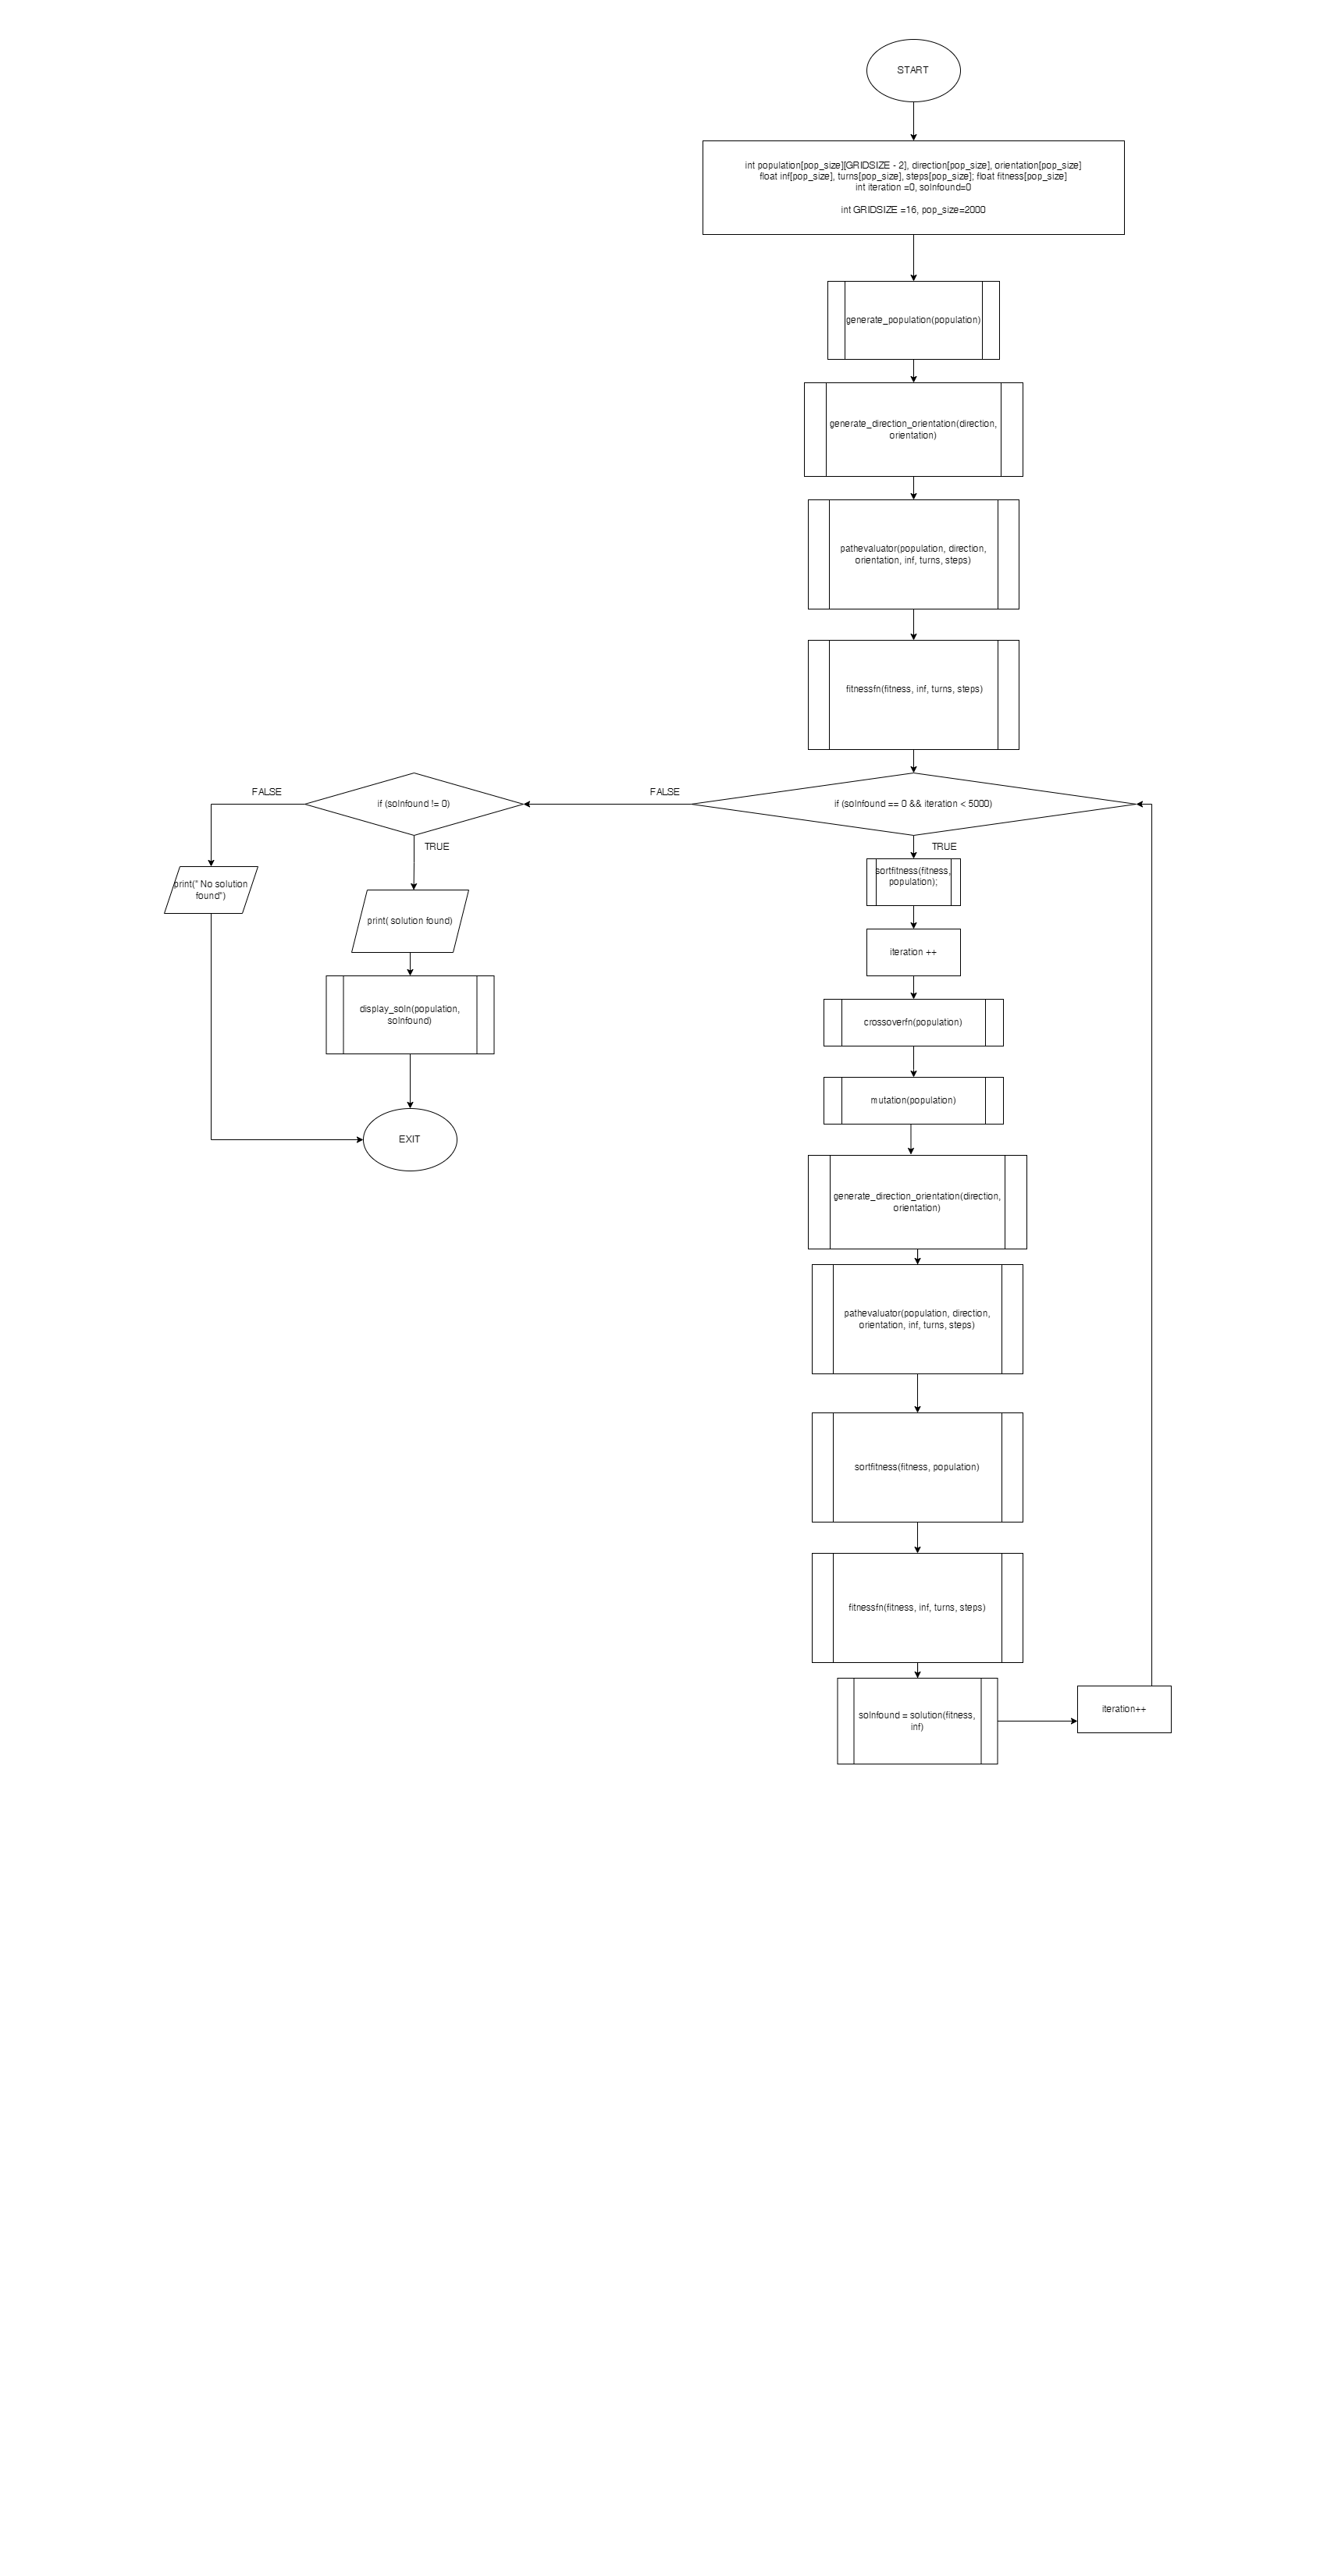 START
int population[pop_size][GRIDSIZE - 2], direction[pop_size], orientation[pop_size]
float inf[pop_size], turns[pop_size], steps[pop_size]; float fitness[pop_size]
int iteration =0, solnfound=0
int GRIDSIZE =16, pop_size=2000
generate_population(population)
generate_direction_orientation(direction,
orientation)
pathevaluator(population, direction,
orientation, inf, turns, steps)
fitnessfn(fitness, inf, turns, steps)
if (solnfound == 0 && iteration < 5000)
FALSE
if (solnfound != 0)
FALSE
print(" No solution
found")
TRUE
print( solution found)
display_soln(population,
solnfound)
EXIT
TRUE
sortfitness(fitness,
population);
iteration ++
crossoverfn(population)
mutation(population)
generate_direction_orientation(direction,
orientation)
pathevaluator(population, direction,
orientation, inf, turns, steps)
sortfitness(fitness, population)
fitnessfn(fitness, inf, turns, steps)
solnfound = solution(fitness,
inf)
iteration++